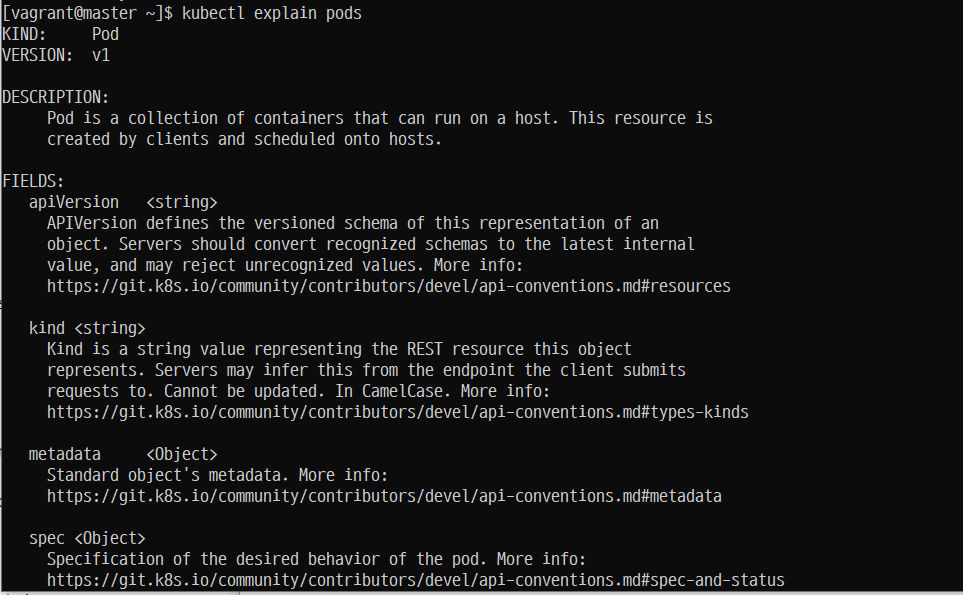 [vagrant@master ~]$ kubectl explain pods
KIND:     Pod
VERSION:  v1

DESCRIPTION:
     Pod is a collection of containers that can run on a host. This resource is
     created by clients and scheduled onto hosts.

FIELDS:
   apiVersion   <string>
     APIVersion defines the versioned schema of this representation of an
     object. Servers should convert recognized schemas to the latest internal
     value, and may reject unrecognized values. More info:
     https://git.k8s.io/community/contributors/devel/api-conventions.md#resources

   kind <string>
     Kind is a string value representing the REST resource this object
     represents. Servers may infer this from the endpoint the client submits
     requests to. Cannot be updated. In CamelCase. More info:
     https://git.k8s.io/community/contributors/devel/api-conventions.md#types-kinds

   metadata     <Object>
     Standard object's metadata. More info:
     https://git.k8s.io/community/contributors/devel/api-conventions.md#metadata

   spec <Object>
     Specification of the desired behavior of the pod. More info:
     https://git.k8s.io/community/contributors/devel/api-conventions.md#spec-and-status